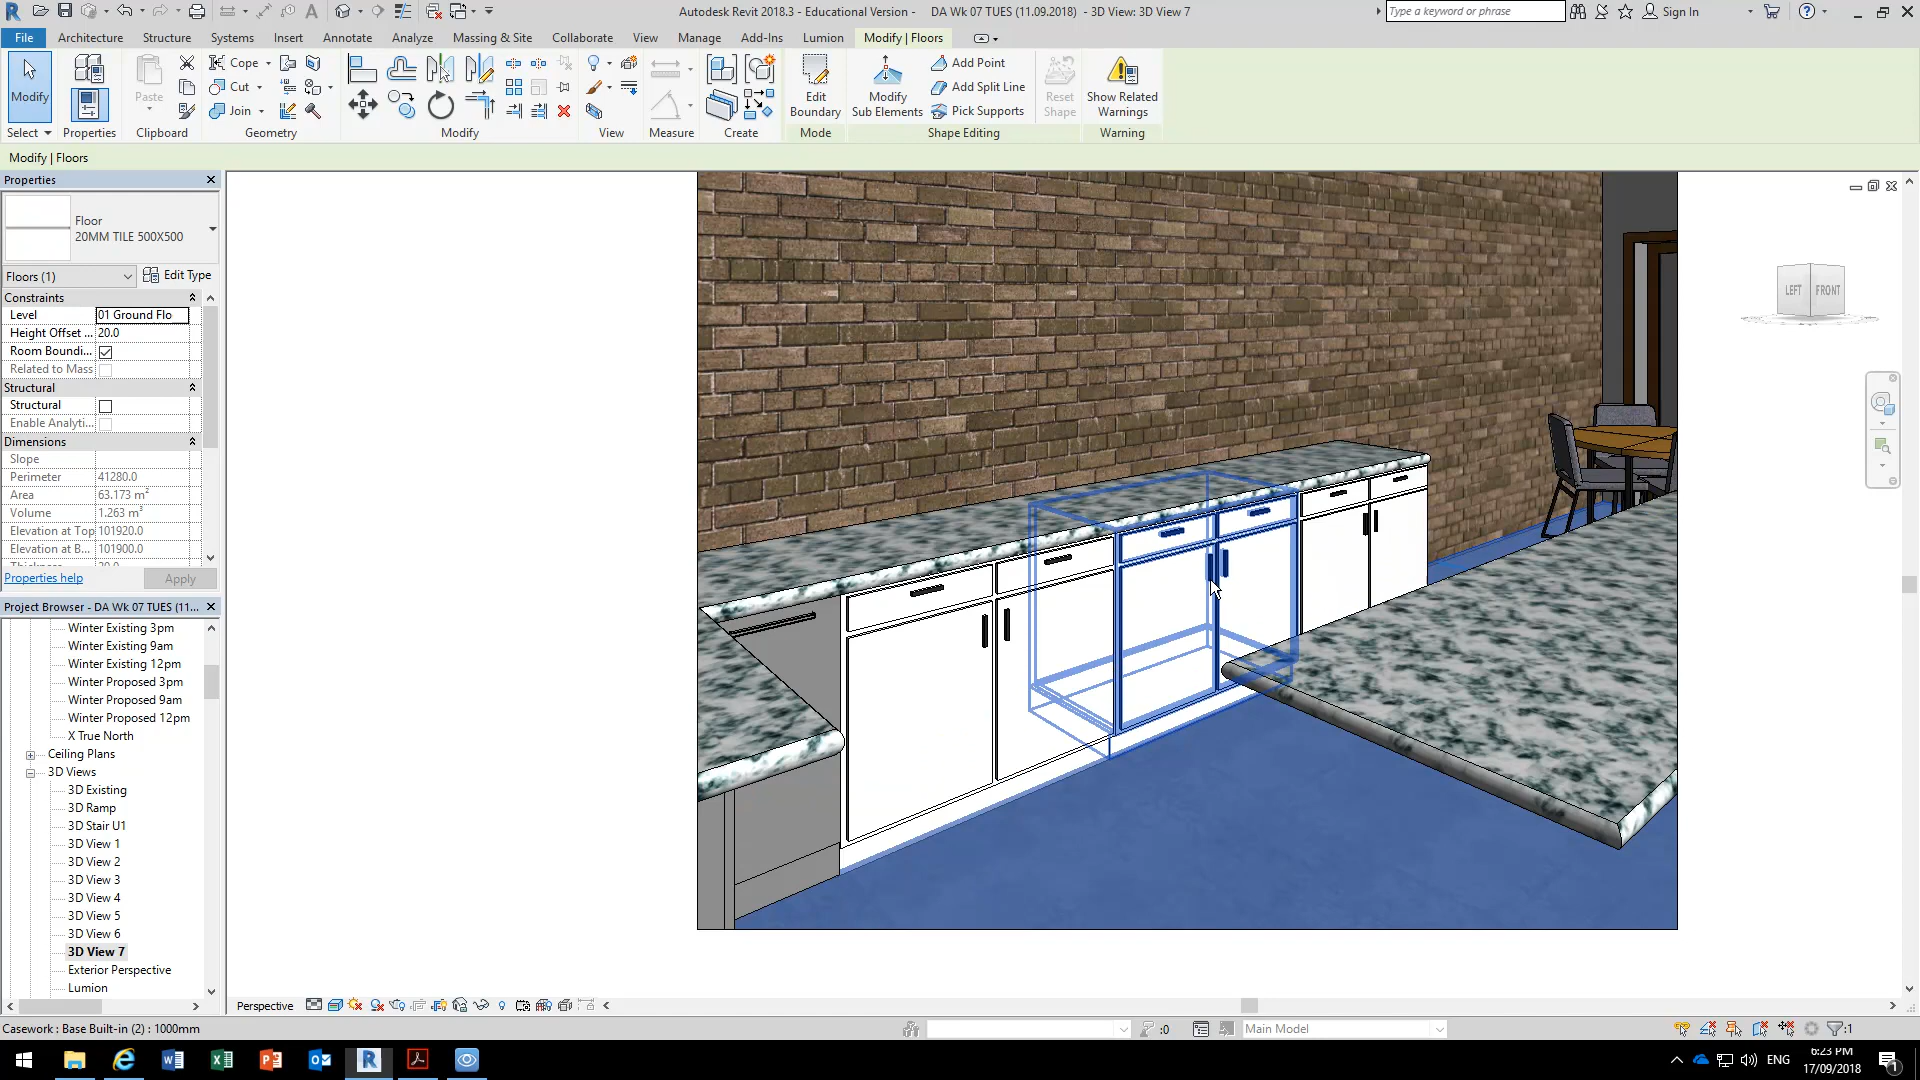 Autodesk Revit 2018.3 - Educational Version -    DA Wk 07 TUES (11.09.2018)  - 3D View: 3D View 7
Type a keyword or phrase
Sign In
File Architecture Structure Systems Insert Annotate Analyze Massing & Site Collaborate View Manage Add-Ins Lumion Modify | Floors
Modify
Paste
Cope
Cut
Join
Edit
Boundary
Modify
Sub Elements
Add Point
Add Split Line
Pick Supports
Reset
Shape
Show Related
Warnings
Select Properties Clipboard Geometry Modify View Measure Create Mode Shape Editing Warning
Modify | Floors
Properties
Floor
20MM TILE 500X500
Floors (1) Edit Type
Constraints
Level 01 Ground Flo
Height Offset ... 20.0
Room Boundi...
Related to Mass
Structural
Structural
Enable Analyti...
Dimensions
Slope
Perimeter 41280.0
Area 63.173 m²
Volume 1.263 m³
Elevation at Top 101920.0
Elevation at B... 101900.0
Properties help Apply
Project Browser - DA Wk 07 TUES (11...
Winter Existing 3pm
Winter Existing 9am
Winter Existing 12pm
Winter Proposed 3pm
Winter Proposed 9am
Winter Proposed 12pm
X True North
Ceiling Plans
3D Views
3D Existing
3D Ramp
3D Stair U1
3D View 1
3D View 2
3D View 3
3D View 4
3D View 5
3D View 6
3D View 7
Exterior Perspective
Lumion
LEFT FRONT
Perspective
Casework : Base Built-in (2) : 1000mm
:0
Main Model
:1
ENG
6:23 PM
17/09/2018
1